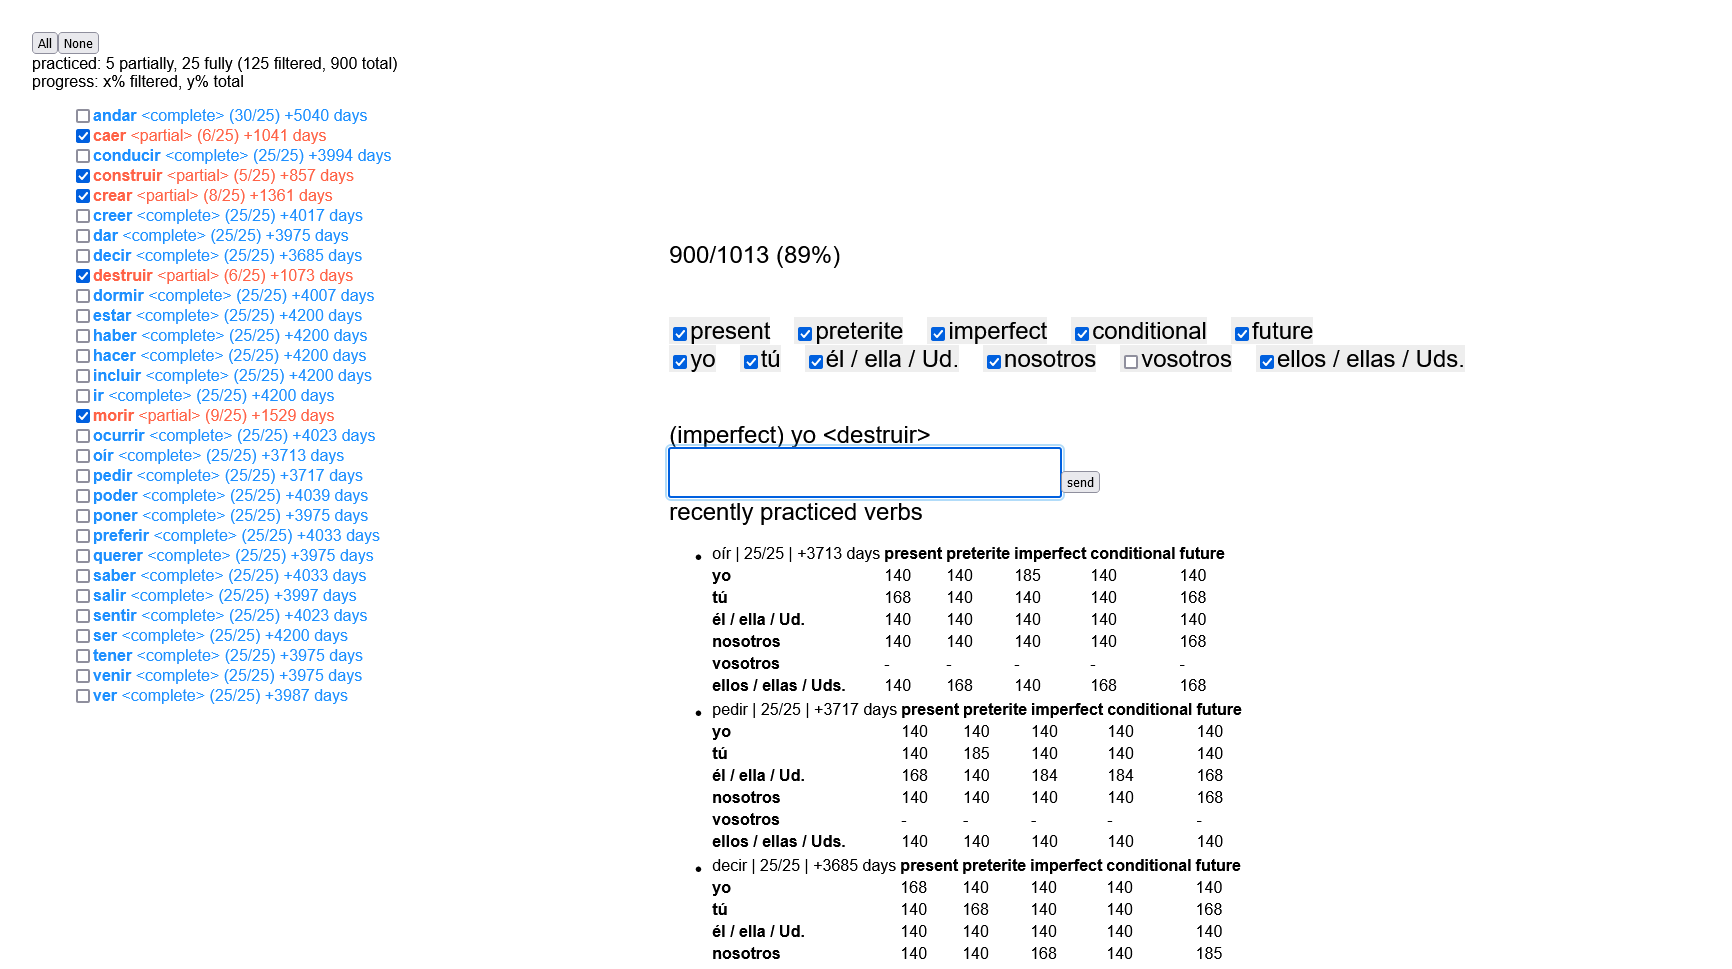 All None
practiced: 5 partially, 25 fully (125 filtered, 900 total)
progress: x% filtered, y% total
andar <complete> (30/25) +5040 days
caer <partial> (6/25) +1041 days
conducir <complete> (25/25) +3994 days
construir <partial> (5/25) +857 days
crear <partial> (8/25) +1361 days
creer <complete> (25/25) +4017 days
dar <complete> (25/25) +3975 days
decir <complete> (25/25) +3685 days
destruir <partial> (6/25) +1073 days
dormir <complete> (25/25) +4007 days
estar <complete> (25/25) +4200 days
haber <complete> (25/25) +4200 days
hacer <complete> (25/25) +4200 days
incluir <complete> (25/25) +4200 days
ir <complete> (25/25) +4200 days
morir <partial> (9/25) +1529 days
ocurrir <complete> (25/25) +4023 days
oír <complete> (25/25) +3713 days
pedir <complete> (25/25) +3717 days
poder <complete> (25/25) +4039 days
poner <complete> (25/25) +3975 days
preferir <complete> (25/25) +4033 days
querer <complete> (25/25) +3975 days
saber <complete> (25/25) +4033 days
salir <complete> (25/25) +3997 days
sentir <complete> (25/25) +4023 days
ser <complete> (25/25) +4200 days
tener <complete> (25/25) +3975 days
venir <complete> (25/25) +3975 days
ver <complete> (25/25) +3987 days
900/1013 (89%)
present preterite imperfect conditional future
yo tú él / ella / Ud. nosotros vosotros ellos / ellas / Uds.
(imperfect) yo <destruir>
send
recently practiced verbs
oír | 25/25 | +3713 days present preterite imperfect conditional future
yo 140 140 185 140 140
tú 168 140 140 140 168
él / ella / Ud. 140 140 140 140 140
nosotros 140 140 140 140 168
vosotros - - - - -
ellos / ellas / Uds. 140 168 140 168 168
pedir | 25/25 | +3717 days present preterite imperfect conditional future
yo 140 140 140 140 140
tú 140 185 140 140 140
él / ella / Ud. 168 140 184 184 168
nosotros 140 140 140 140 168
vosotros - - - - -
ellos / ellas / Uds. 140 140 140 140 140
decir | 25/25 | +3685 days present preterite imperfect conditional future
yo 168 140 140 140 140
tú 140 168 140 140 168
él / ella / Ud. 140 140 140 140 140
nosotros 140 140 168 140 185